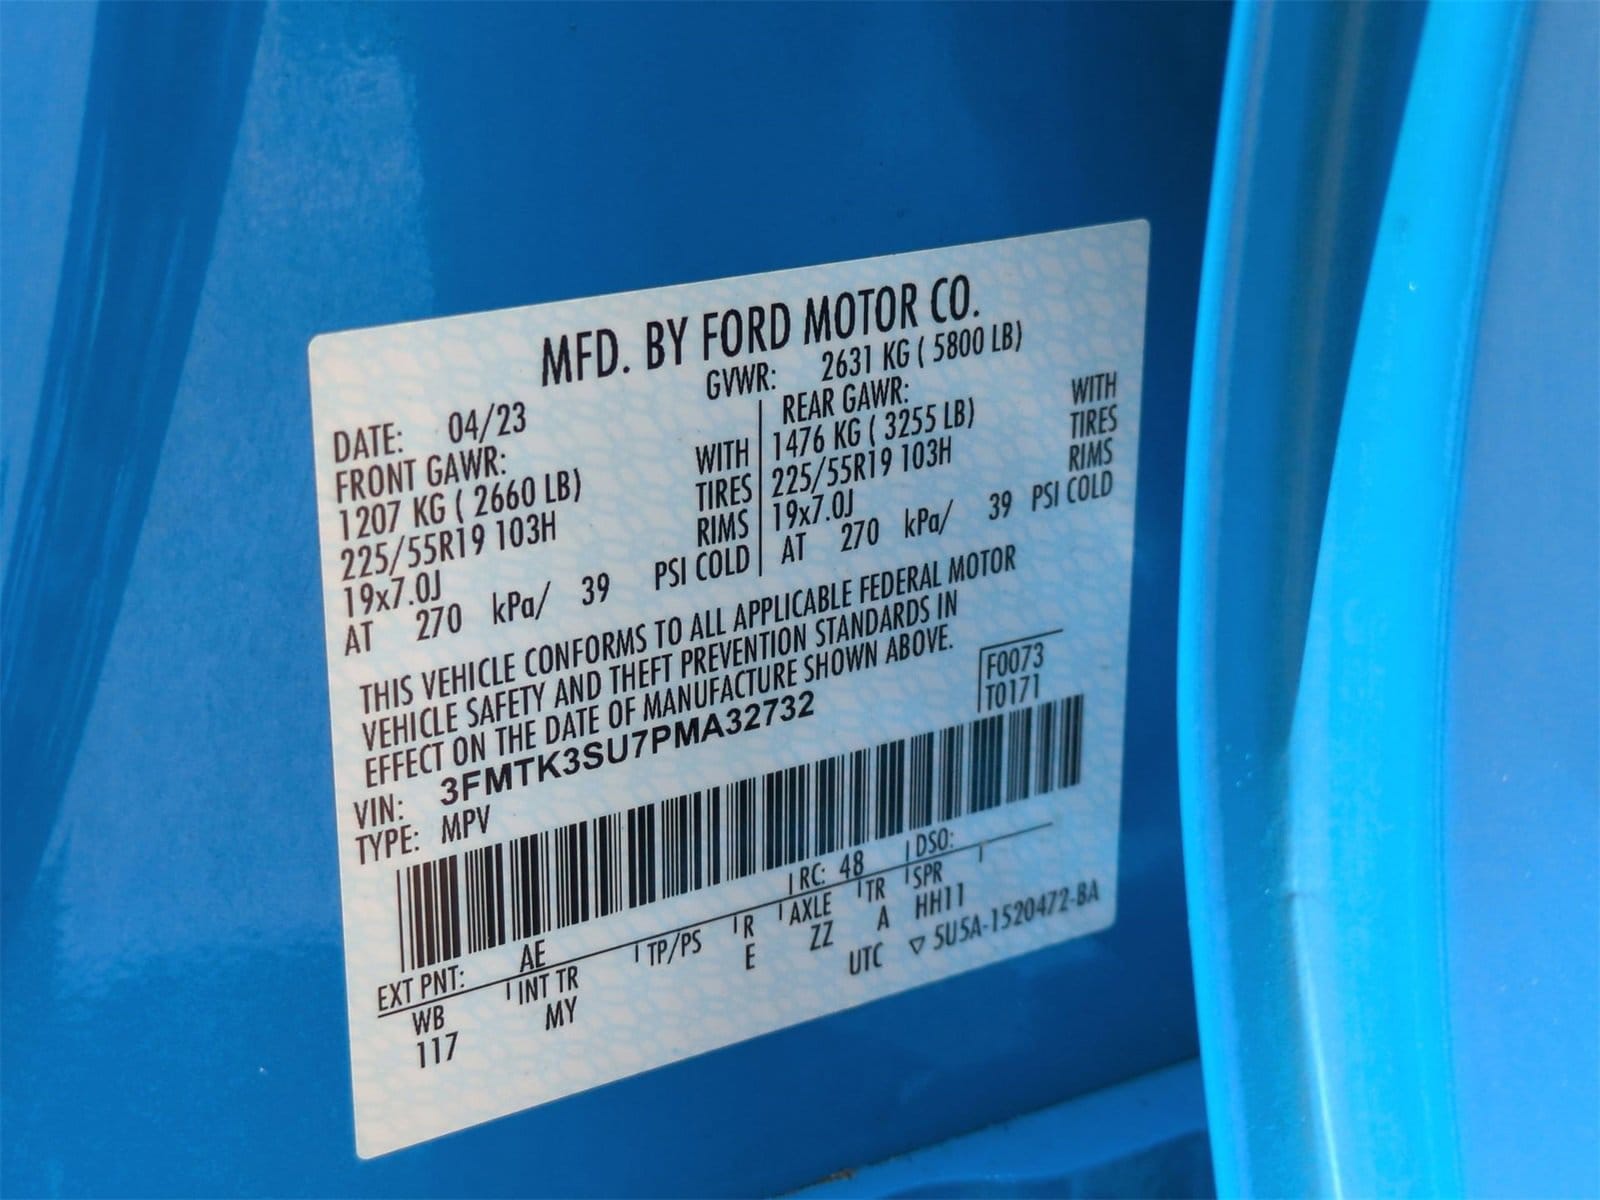 MFD. BY FORD MOTOR CO.
DATE: 04/23
GVWR: 2631 KG ( 5800 LB)
FRONT GAWR:
1207 KG ( 2660 LB) WITH
225/55R19 103H TIRES
19x7.0J RIMS
AT 270 kPa/ 39 PSI COLD
REAR GAWR:
1476 KG ( 3255 LB) WITH
225/55R19 103H TIRES
19x7.0J RIMS
AT 270 kPa/ 39 PSI COLD
THIS VEHICLE CONFORMS TO ALL APPLICABLE FEDERAL MOTOR
VEHICLE SAFETY AND THEFT PREVENTION STANDARDS IN
EFFECT ON THE DATE OF MANUFACTURE SHOWN ABOVE.
F0073
T0171
VIN: 3FMTK3SU7PMA32732
TYPE: MPV
EXT PNT: AE RC: 48 DSO:
WB INT TR TP/PS R AXLE TR SPR
117 MY E ZZ A HH11
UTC ▽ 5U5A-1520472-BA